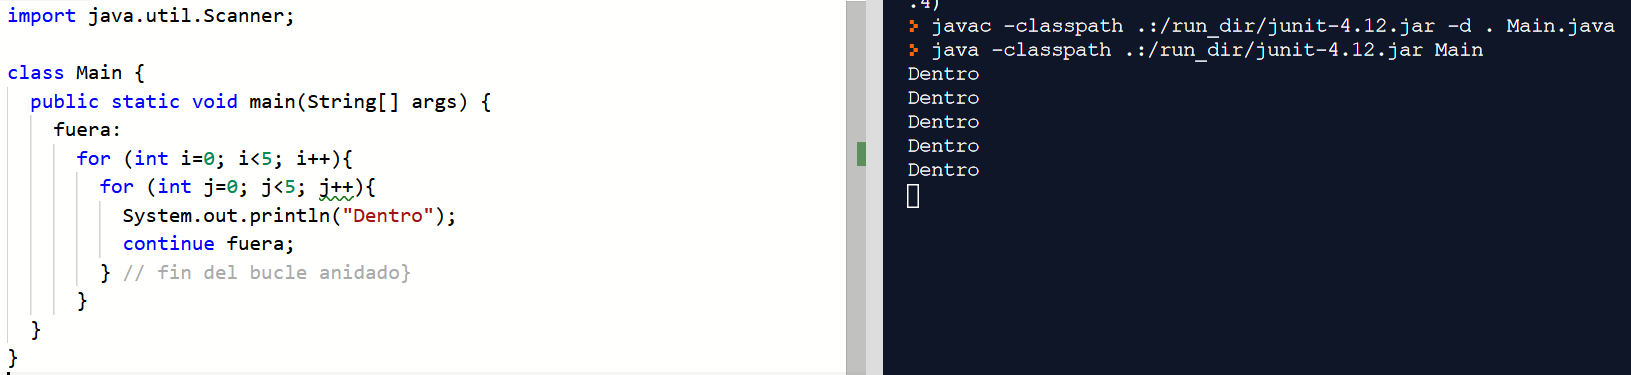 import java.util.Scanner;
class Main {
public static void main(String[] args) {
fuera:
for (int i=0; i<5; i++){
for (int j=0; j<5; j++){
System.out.println("Dentro");
continue fuera;
} // fin del bucle anidado}
}
}
}
.4)
> javac -classpath .:/run_dir/junit-4.12.jar -d . Main.java
> java -classpath .:/run_dir/junit-4.12.jar Main
Dentro
Dentro
Dentro
Dentro
Dentro